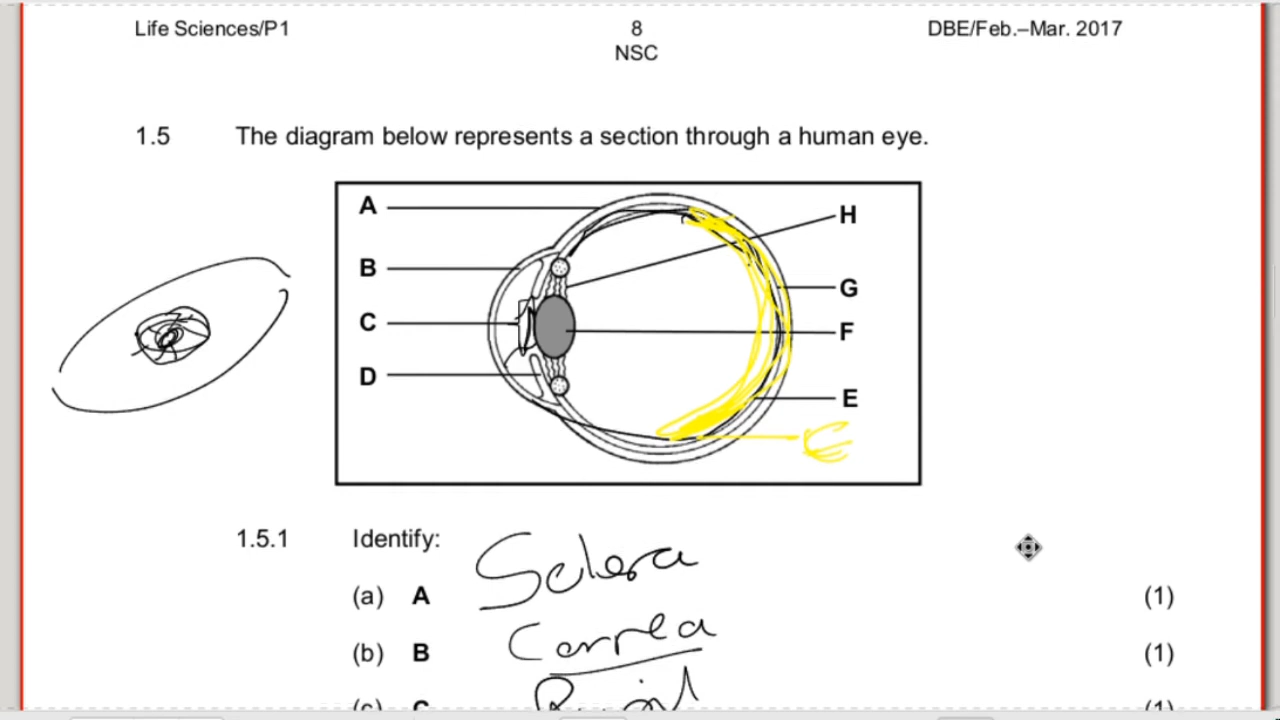 Life Sciences/P1 8 DBE/Feb.–Mar. 2017
NSC
1.5 The diagram below represents a section through a human eye.
A
H
B
G
C
F
D
E
E
1.5.1 Identify:
Sclera
(a) A (1)
Cornea
(b) B (1)
Pupil
(c) C (1)